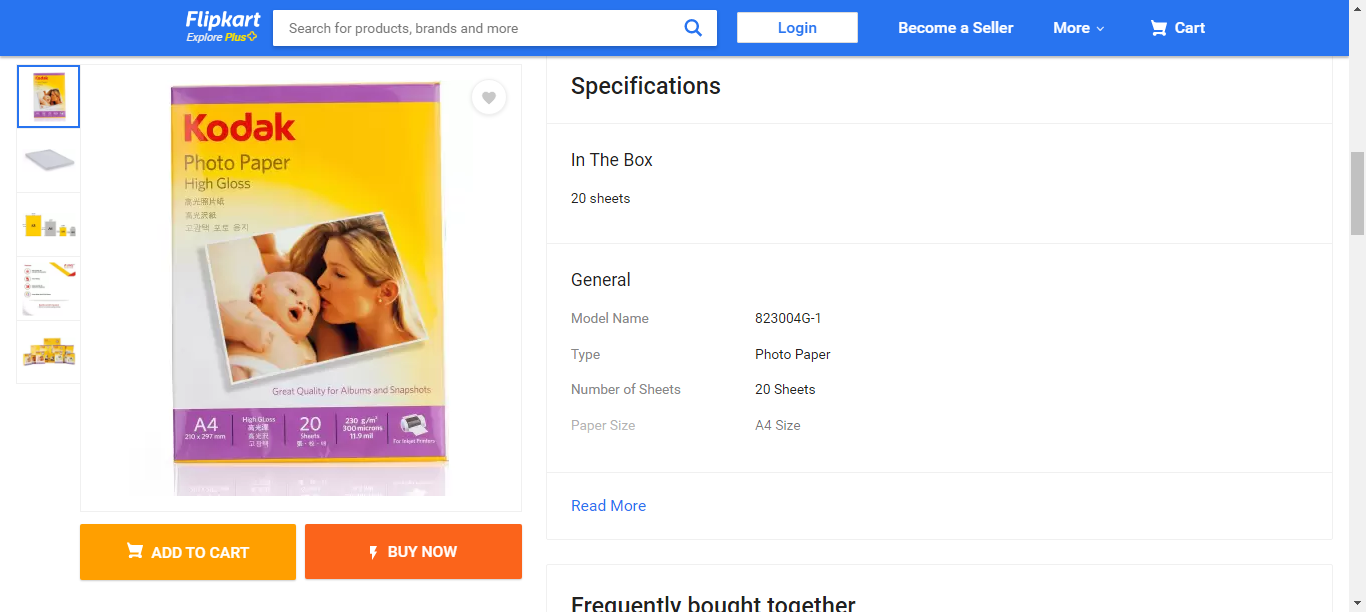 Flipkart
Explore Plus
Search for products, brands and more
Login
Become a Seller
More
Cart
Kodak
Photo Paper
High Gloss
高光照片紙
高光沢紙
고광택 포토 용지
Great Quality for Albums and Snapshots
A4
210 x 297 mm
High Gloss
高光澤
高光沢
고광택
20
Sheets
230 g/m²
300 microns
11.9 mil
For Inkjet Printers
ADD TO CART
BUY NOW
Specifications
In The Box
20 sheets
General
Model Name 823004G-1
Type Photo Paper
Number of Sheets 20 Sheets
Paper Size A4 Size
Read More
Frequently bought together